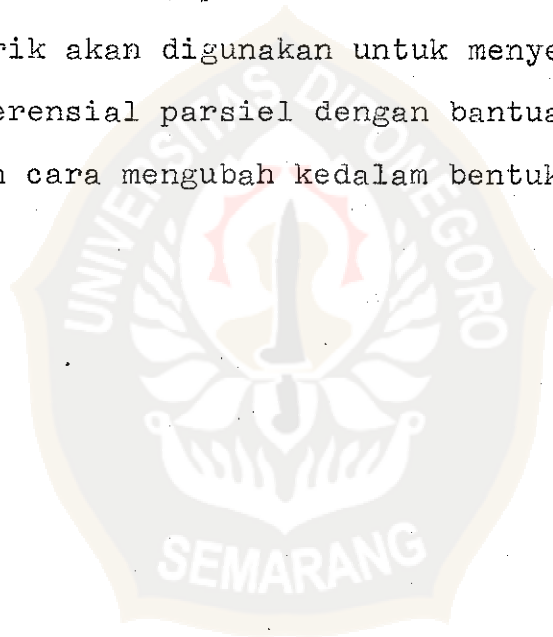 rik akan digunakan untuk menye
erensial parsiel dengan bantua
cara mengubah kedalam bentuk
UNIVERSITAS DIPONEGORO
SEMARANG